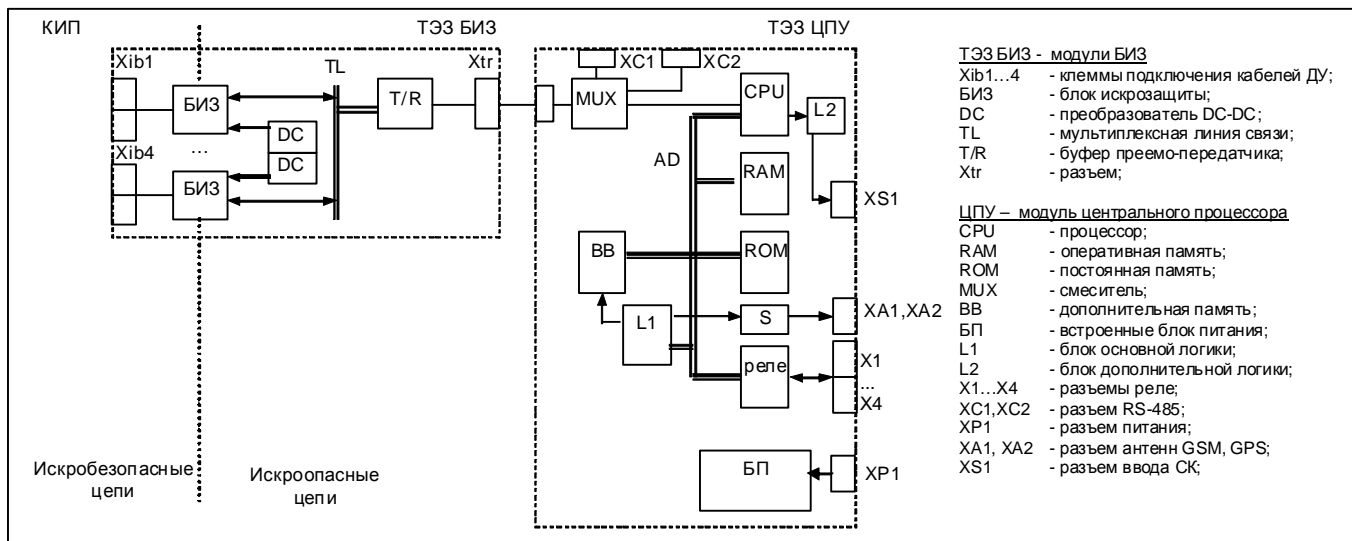 КИП
ТЭЗ БИЗ
ТЭЗ ЦПУ
Xib1
TL
Xtr
XC1
XC2
БИЗ
T/R
MUX
CPU
L2
DC
...
DC
Xib4
БИЗ
AD
RAM
XS1
BB
ROM
L1
S
XA1,XA2
реле
X1
...
X4
БП
XP1
Искробезопасные
цепи
Искроопасные
цепи
ТЭЗ БИЗ - модули БИЗ
Xib1...4 - клеммы подключения кабелей ДУ;
БИЗ - блок искрозащиты;
DC - преобразователь DC-DC;
TL - мультиплексная линия связи;
T/R - буфер преемо-передатчика;
Xtr - разъем;
ЦПУ – модуль центрального процессора
CPU - процессор;
RAM - оперативная память;
ROM - постоянная память;
MUX - смеситель;
BB - дополнительная память;
БП - встроенные блок питания;
L1 - блок основной логики;
L2 - блок дополнительной логики;
X1...X4 - разъемы реле;
XC1,XC2 - разъем RS-485;
XP1 - разъем питания;
XA1, XA2 - разъем антенн GSM, GPS;
XS1 - разъем ввода СК;